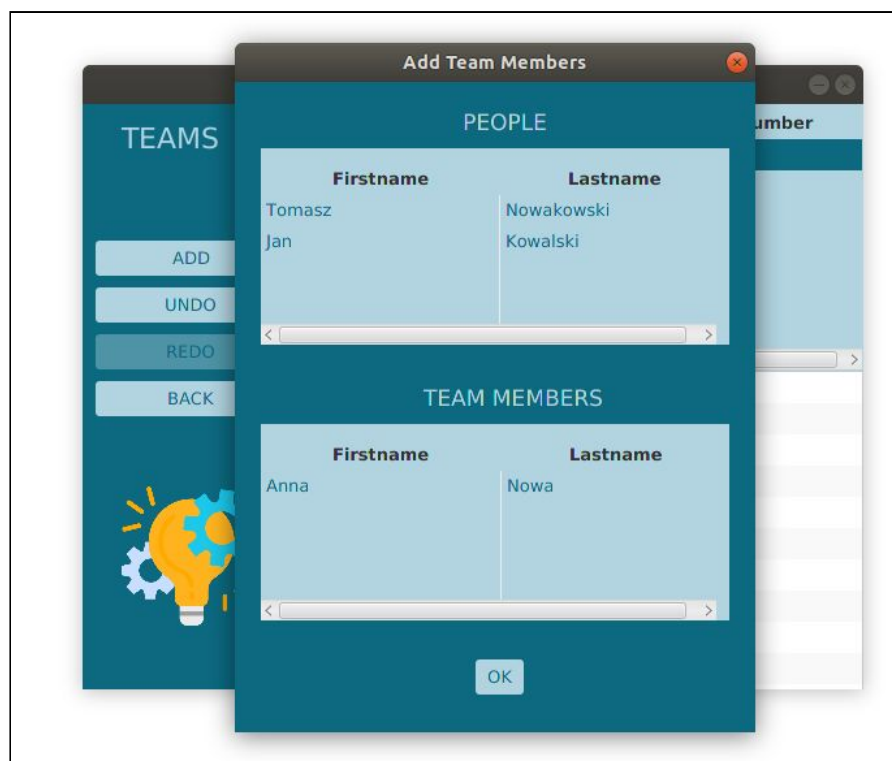 Add Team Members
PEOPLE
Firstname Lastname
Tomasz Nowakowski
Jan Kowalski
TEAM MEMBERS
Firstname Lastname
Anna Nowa
OK
TEAMS
ADD
UNDO
REDO
BACK
umber